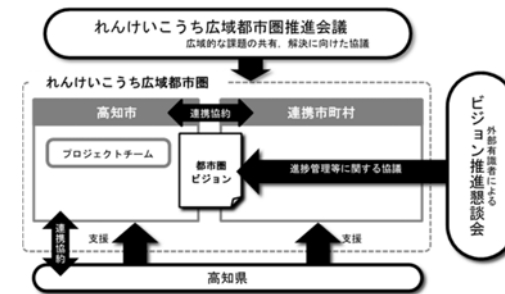 れんけいこうち広域都市圏推進会議
広域的な課題の共有，解決に向けた協議
れんけいこうち広域都市圏
高知市
連携協約
連携市町村
プロジェクトチーム
都市圏
ビジョン
進捗管理等に関する協議
外部有識者による
ビジョン推進懇談会
連携協約
支援
支援
高知県